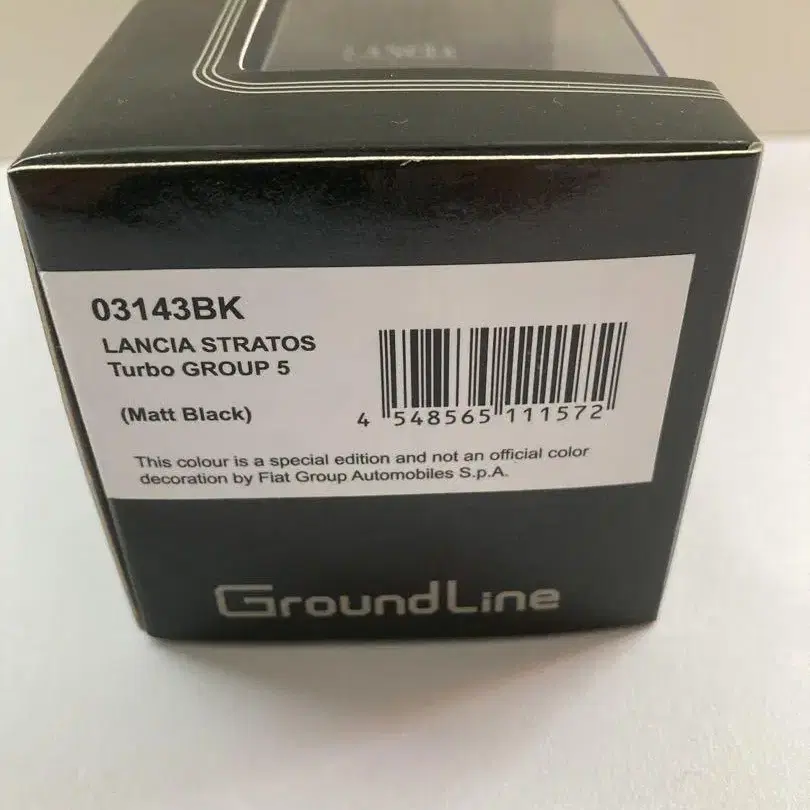 LANCIA
03143BK
LANCIA STRATOS
Turbo GROUP 5
(Matt Black)
4 548565 111572
This colour is a special edition and not an official color
decoration by Fiat Group Automobiles S.p.A.
GroundLine